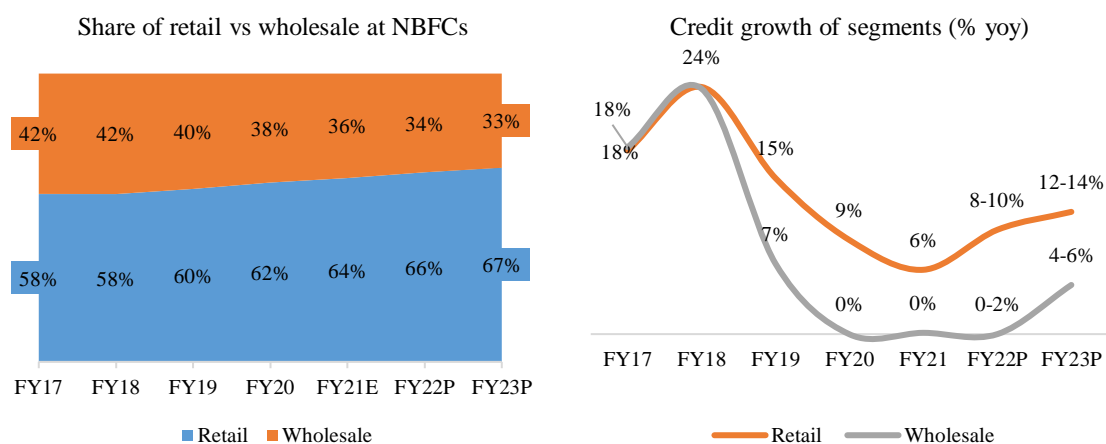 Share of retail vs wholesale at NBFCs
42% 42% 40% 38% 36% 34% 33%
58% 58% 60% 62% 64% 66% 67%
FY17 FY18 FY19 FY20 FY21E FY22P FY23P
Retail Wholesale
Credit growth of segments (% yoy)
24%
18%
18%
15%
12-14%
9%
8-10%
7%
6%
4-6%
0% 0% 0-2%
FY17 FY18 FY19 FY20 FY21 FY22P FY23P
Retail Wholesale